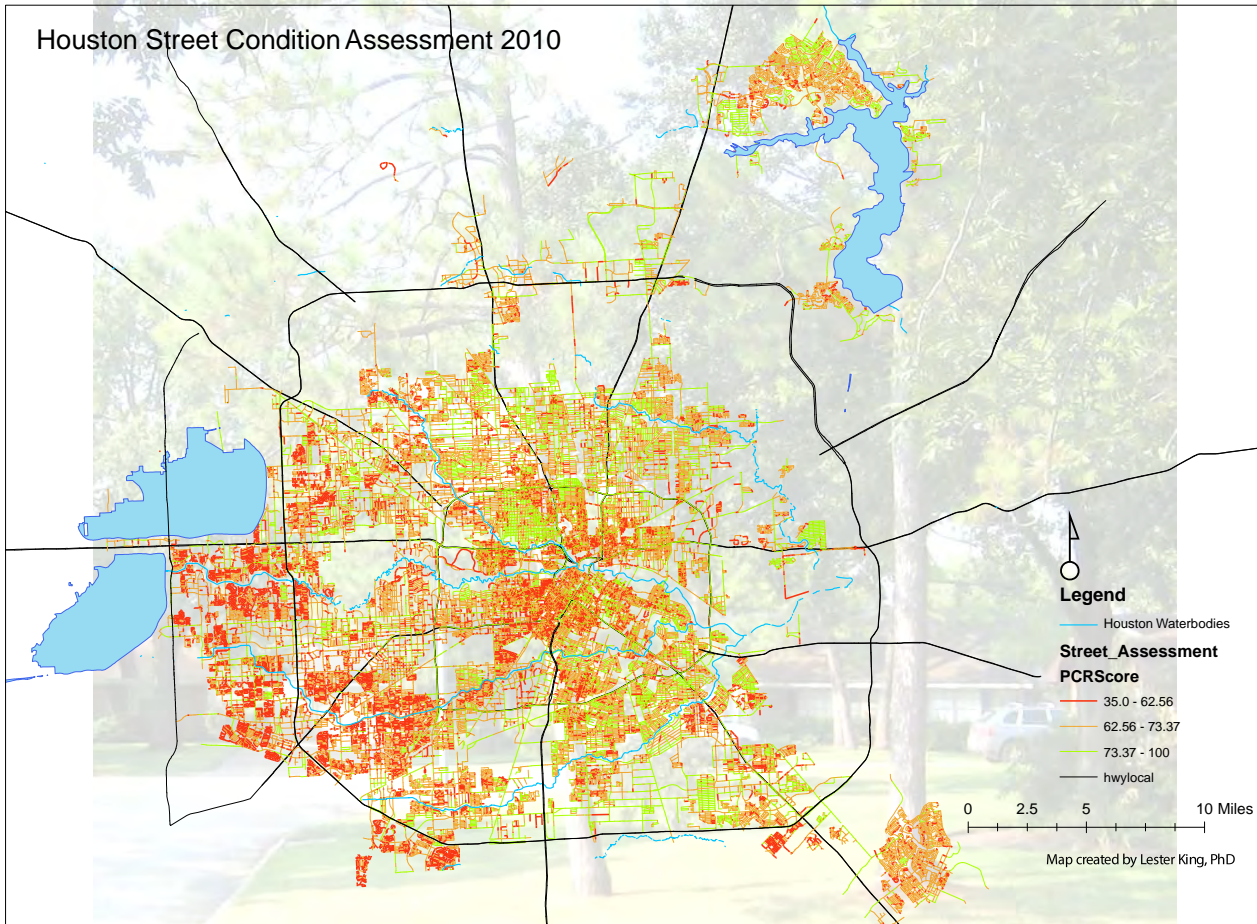 Houston Street Condition Assessment 2010
Legend
Houston Waterbodies
Street_Assessment
PCRScore
35.0 - 62.56
62.56 - 73.37
73.37 - 100
hwylocal
0 2.5 5 10 Miles
Map created by Lester King, PhD